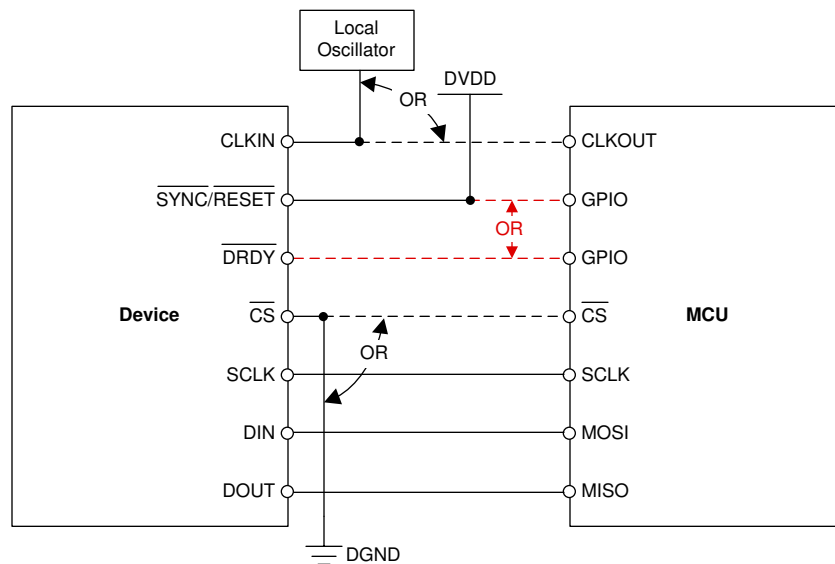 Local
Oscillator
DVDD
OR
CLKIN
CLKOUT
SYNC/RESET
GPIO
OR
DRDY
GPIO
Device
CS
CS
MCU
OR
SCLK
SCLK
DIN
MOSI
DOUT
MISO
DGND